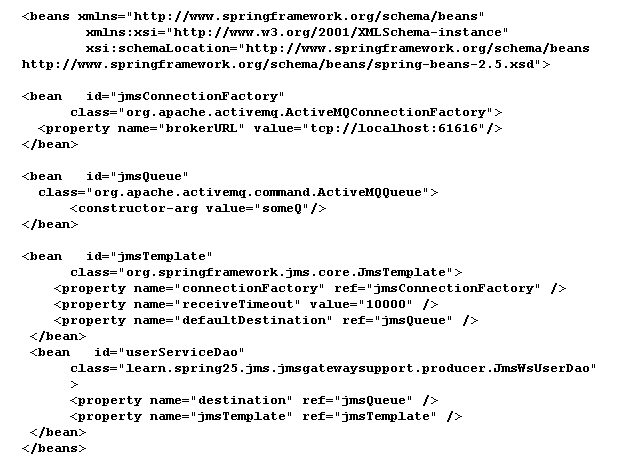 <beans xmlns="http://www.springframework.org/schema/beans"
xmlns:xsi="http://www.w3.org/2001/XMLSchema-instance"
xsi:schemaLocation="http://www.springframework.org/schema/beans
http://www.springframework.org/schema/beans/spring-beans-2.5.xsd">
<bean id="jmsConnectionFactory"
class="org.apache.activemq.ActiveMQConnectionFactory">
<property name="brokerURL" value="tcp://localhost:61616"/>
</bean>
<bean id="jmsQueue"
class="org.apache.activemq.command.ActiveMQQueue">
<constructor-arg value="someQ"/>
</bean>
<bean id="jmsTemplate"
class="org.springframework.jms.core.JmsTemplate">
<property name="connectionFactory" ref="jmsConnectionFactory" />
<property name="receiveTimeout" value="10000" />
<property name="defaultDestination" ref="jmsQueue" />
</bean>
<bean id="userServiceDao"
class="learn.spring25.jms.jmsgatewaysupport.producer.JmsWsUserDao"
>
<property name="destination" ref="jmsQueue" />
<property name="jmsTemplate" ref="jmsTemplate" />
</bean>
</beans>